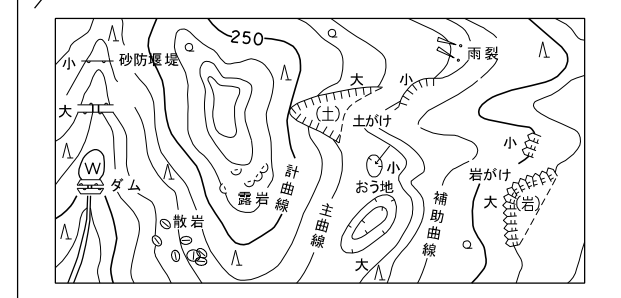 250
小
砂防堰堤
雨裂
大
小
大
(土)
土がけ
小
W
ダム
計曲線
小
岩がけ
おう地
露岩
大
(岩)
散岩
主曲線
補助曲線
大